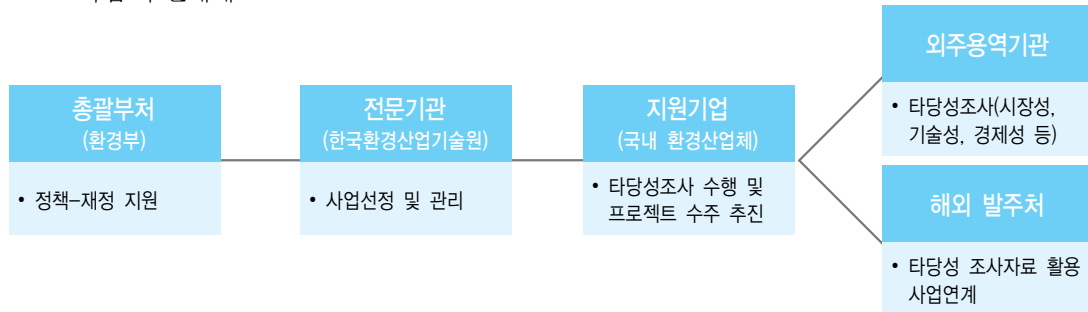 총괄부처
(환경부)
• 정책–재정 지원
전문기관
(한국환경산업기술원)
• 사업선정 및 관리
지원기업
(국내 환경산업체)
• 타당성조사 수행 및
프로젝트 수주 추진
외주용역기관
• 타당성조사(시장성,
기술성, 경제성 등)
해외 발주처
• 타당성 조사자료 활용
사업연계